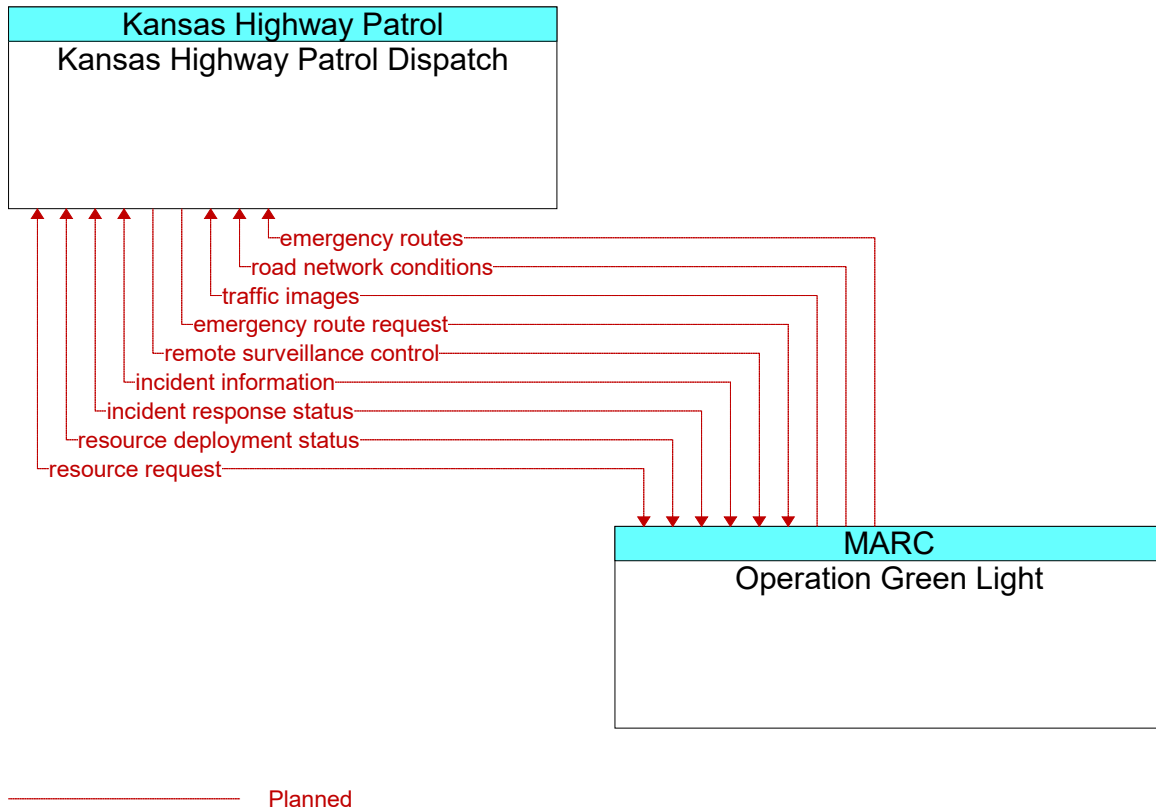 Kansas Highway Patrol
Kansas Highway Patrol Dispatch
emergency routes
road network conditions
traffic images
emergency route request
remote surveillance control
incident information
incident response status
resource deployment status
resource request
MARC
Operation Green Light
Planned